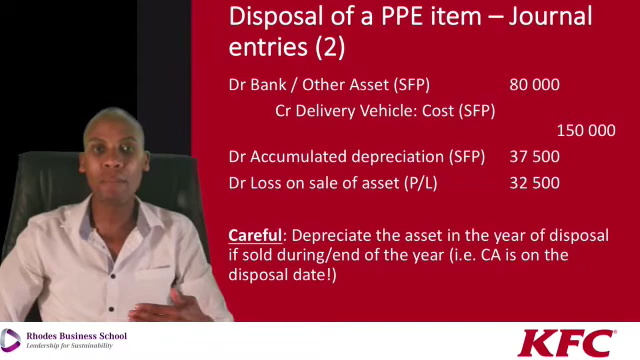 Disposal of a PPE item – Journal
entries (2)
Dr Bank / Other Asset (SFP) 80 000
Cr Delivery Vehicle: Cost (SFP)
150 000
Dr Accumulated depreciation (SFP) 37 500
Dr Loss on sale of asset (P/L) 32 500
Careful: Depreciate the asset in the year of disposal
if sold during/end of the year (i.e. CA is on the
disposal date!)
Rhodes Business School
Leadership for Sustainability
KFC®